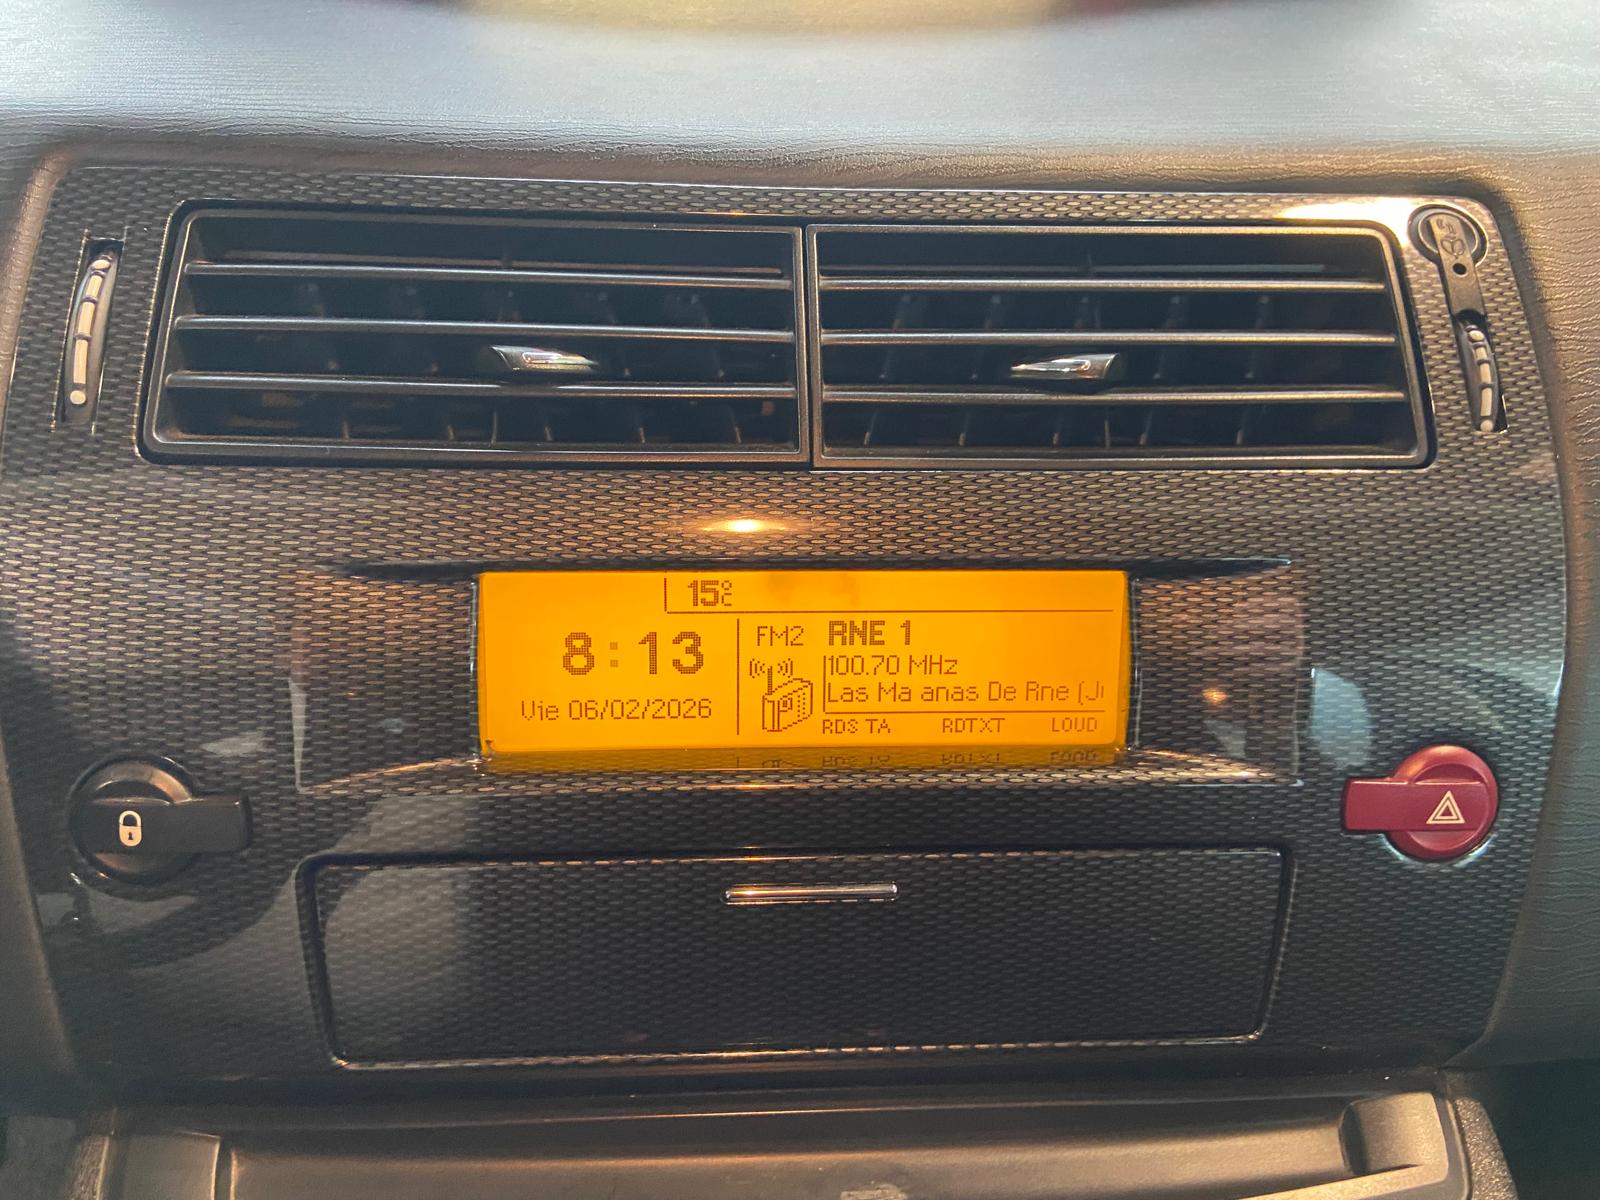 15°C
8:13
Vie 06/02/2026
FM2 RNE 1
100.70 MHz
Las Ma anas De Rne (J
RDS TA RDTXT LOUD